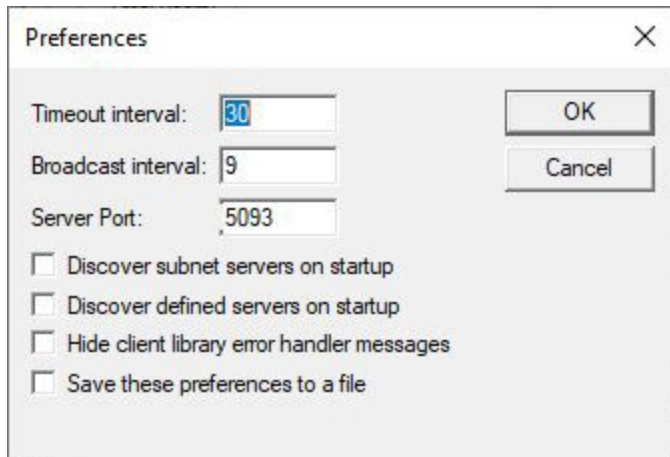 Preferences
Timeout interval: 30
OK
Broadcast interval: 9
Cancel
Server Port: 5093
Discover subnet servers on startup
Discover defined servers on startup
Hide client library error handler messages
Save these preferences to a file